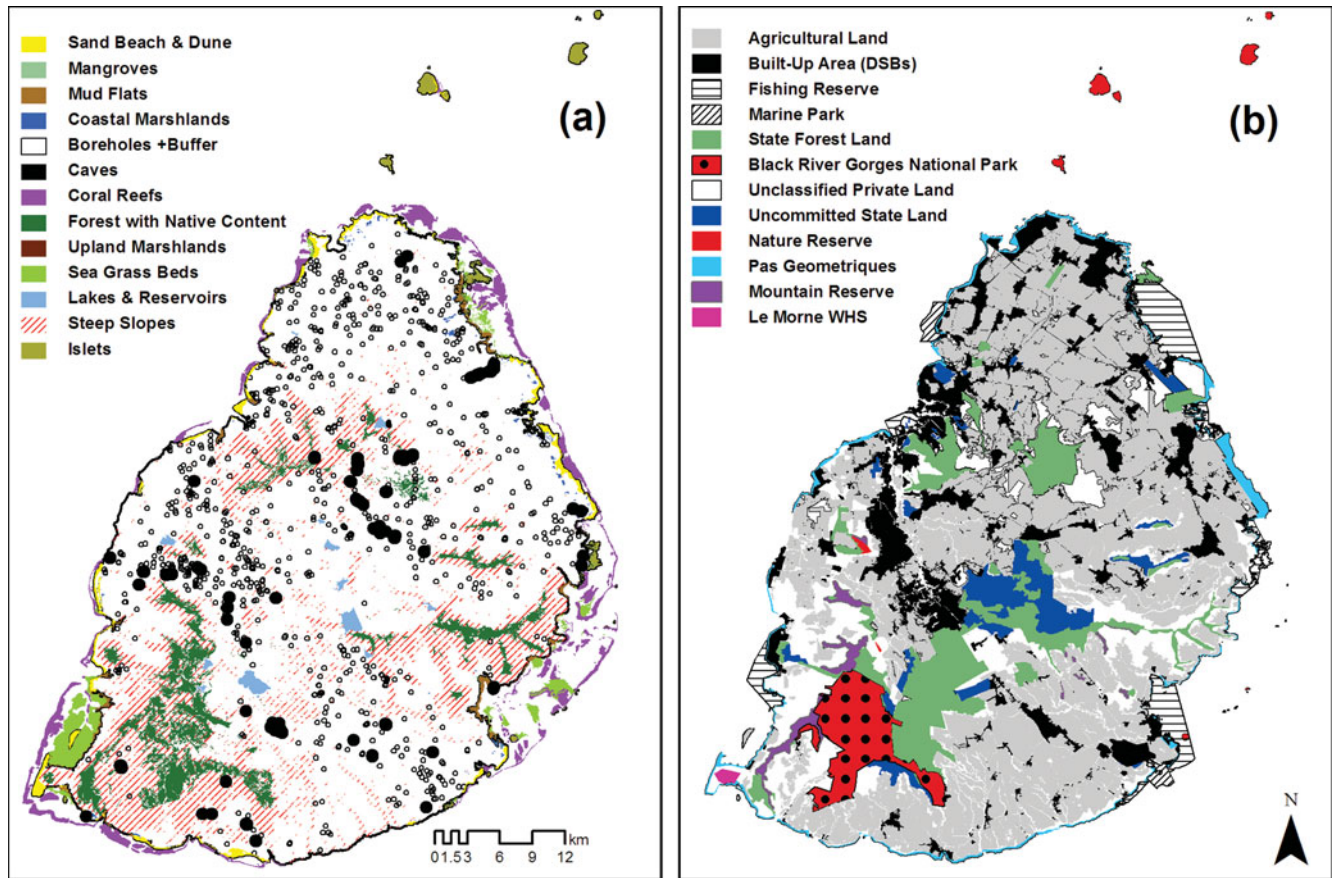 Sand Beach & Dune
Mangroves
Mud Flats
Coastal Marshlands
Boreholes +Buffer
Caves
Coral Reefs
Forest with Native Content
Upland Marshlands
Sea Grass Beds
Lakes & Reservoirs
Steep Slopes
Islets
(a)
km
0 1.5 3 6 9 12
Agricultural Land
Built-Up Area (DSBs)
Fishing Reserve
Marine Park
State Forest Land
Black River Gorges National Park
Unclassified Private Land
Uncommitted State Land
Nature Reserve
Pas Geometriques
Mountain Reserve
Le Morne WHS
(b)
N